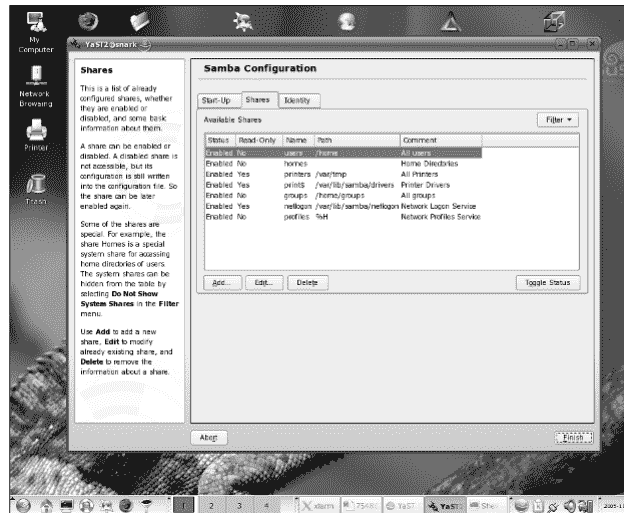 My
Computer
Network
Browsing
Printer
Trash
YaST2@snark
Shares
This is a list of already
configured shares, whether
they are enabled or
disabled, and some basic
information about them.
A share can be enabled or
disabled. A disabled share is
not accessible, but its
configuration is still written
into the configuration file. So
the share can be later
enabled again.
Some of the shares are
special. For example, the
share Homes is a special
system share for accessing
home directories of users.
The system shares can be
hidden from the table by
selecting Do Not Show
System Shares in the Filter
menu.
Use Add to add a new
share, Edit to modify
already existing share, and
Delete to remove the
information about a share.
Samba Configuration
Start-Up Shares Identity
Available Shares Filter
Status Read-Only Name Path Comment
Enabled No users /home All users
Enabled No homes Home Directories
Enabled Yes printers /var/tmp All Printers
Enabled Yes print$ /var/lib/samba/drivers Printer Drivers
Enabled No groups /home/groups All groups
Enabled Yes netlogon /var/lib/samba/netlogon Network Logon Service
Enabled No profiles %H Network Profiles Service
Add... Edit... Delete Toggle Status
Abort Finish
1 2 3 4 xterm 7548 YaST YaST She